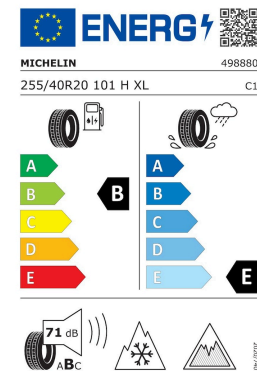 ENERG
MICHELIN 498880
255/40R20 101 H XL C1
A A
B B B
C C
D D
E E E
71 dB
ABC